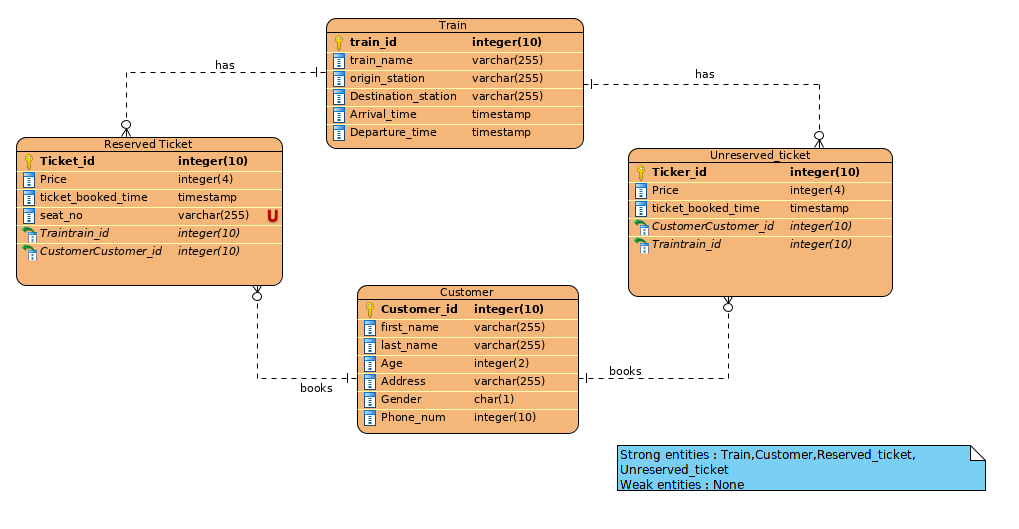 Train
train_id integer(10)
train_name varchar(255)
origin_station varchar(255)
Destination_station varchar(255)
Arrival_time timestamp
Departure_time timestamp
has
has
Reserved Ticket
Ticket_id integer(10)
Price integer(4)
ticket_booked_time timestamp
seat_no varchar(255) U
Traintrain_id integer(10)
CustomerCustomer_id integer(10)
Unreserved_ticket
Ticker_id integer(10)
Price integer(4)
ticket_booked_time timestamp
CustomerCustomer_id integer(10)
Traintrain_id integer(10)
Customer
Customer_id integer(10)
first_name varchar(255)
last_name varchar(255)
Age integer(2)
Address varchar(255)
Gender char(1)
Phone_num integer(10)
books
books
Strong entities : Train,Customer,Reserved_ticket,
Unreserved_ticket
Weak entities : None